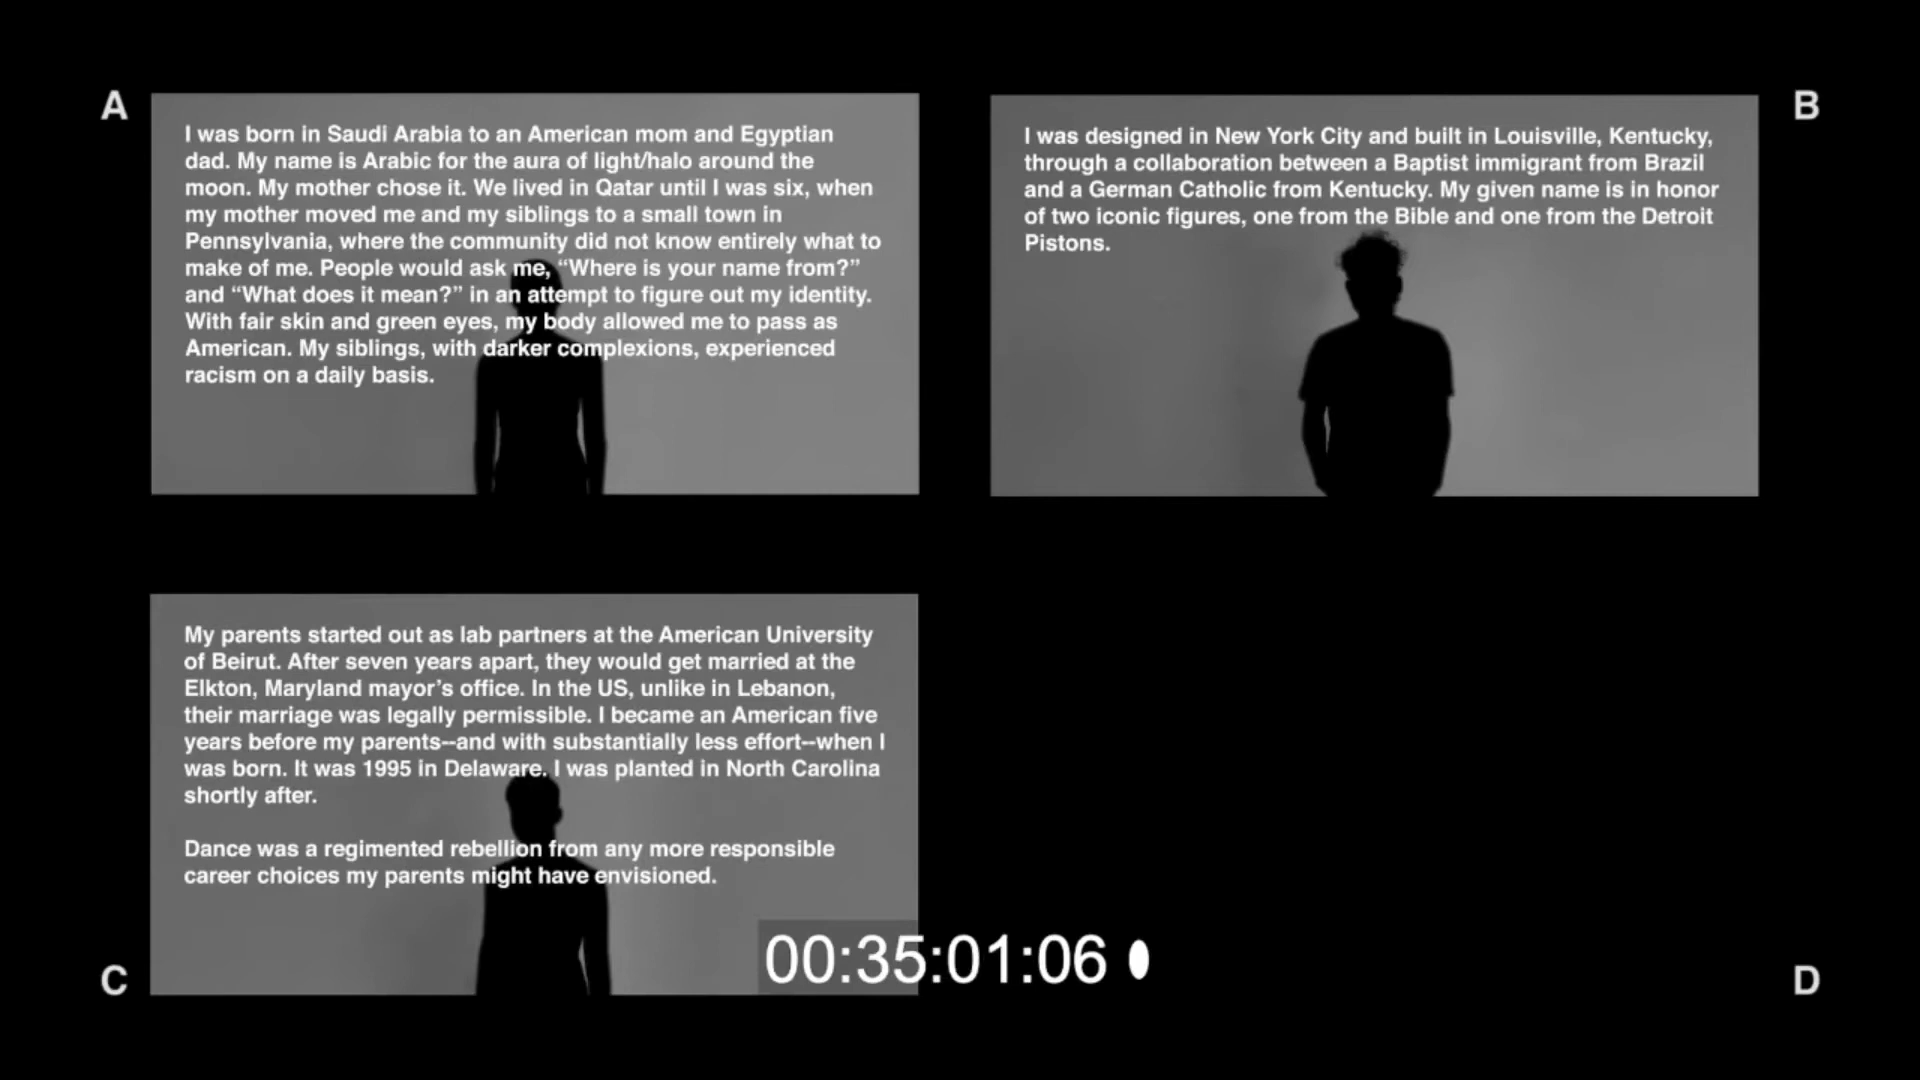 A
I was born in Saudi Arabia to an American mom and Egyptian
dad. My name is Arabic for the aura of light/halo around the
moon. My mother chose it. We lived in Qatar until I was six, when
my mother moved me and my siblings to a small town in
Pennsylvania, where the community did not know entirely what to
make of me. People would ask me, “Where is your name from?”
and “What does it mean?” in an attempt to figure out my identity.
With fair skin and green eyes, my body allowed me to pass as
American. My siblings, with darker complexions, experienced
racism on a daily basis.
B
I was designed in New York City and built in Louisville, Kentucky,
through a collaboration between a Baptist immigrant from Brazil
and a German Catholic from Kentucky. My given name is in honor
of two iconic figures, one from the Bible and one from the Detroit
Pistons.
C
My parents started out as lab partners at the American University
of Beirut. After seven years apart, they would get married at the
Elkton, Maryland mayor’s office. In the US, unlike in Lebanon,
their marriage was legally permissible. I became an American five
years before my parents--and with substantially less effort--when I
was born. It was 1995 in Delaware. I was planted in North Carolina
shortly after.
Dance was a regimented rebellion from any more responsible
career choices my parents might have envisioned.
00:35:01:06
D